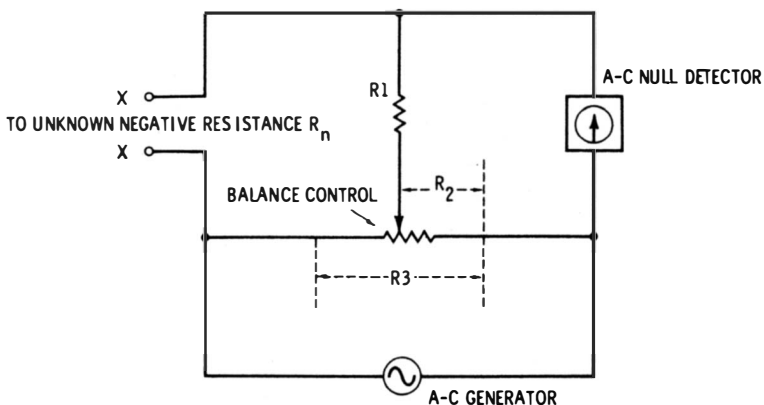 A-C NULL DETECTOR
R1
X
TO UNKNOWN NEGATIVE RESISTANCE Rn
X
R2
BALANCE CONTROL
R3
A-C GENERATOR